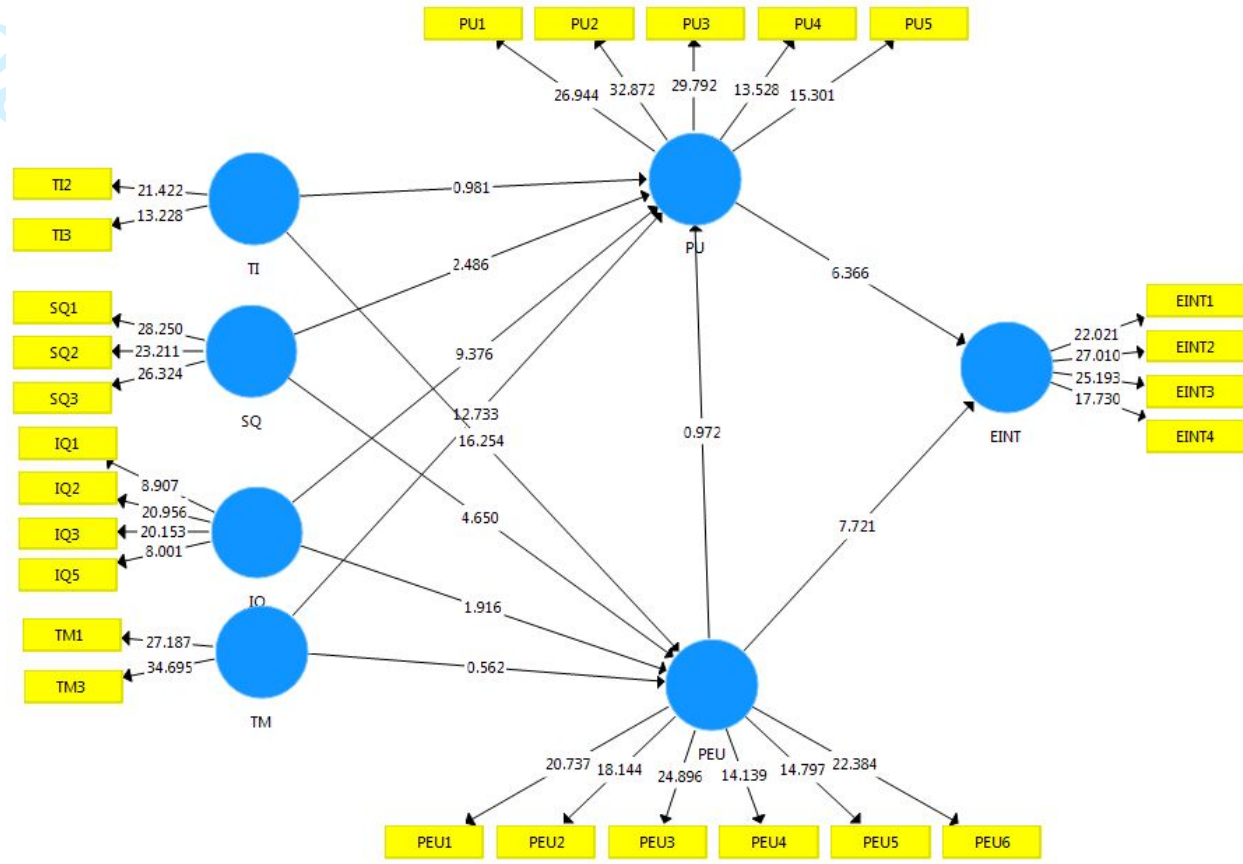 PU1 PU2 PU3 PU4 PU5
26.944 32.872 29.792 13.528 15.301
PU
TI2 21.422
TI3 13.228
TI
0.981
SQ1 28.250
SQ2 23.211
SQ3 26.324
SQ
2.486
6.366
IQ1 8.907
IQ2 20.956
IQ3 20.153
IQ5 8.001
IQ
9.376
12.733
16.254
0.972
4.650
1.916
7.721
EINT
22.021 EINT1
27.010 EINT2
25.193 EINT3
17.730 EINT4
TM1 27.187
TM3 34.695
TM
0.562
PEU
20.737 18.144 24.896 14.139 14.797 22.384
PEU1 PEU2 PEU3 PEU4 PEU5 PEU6